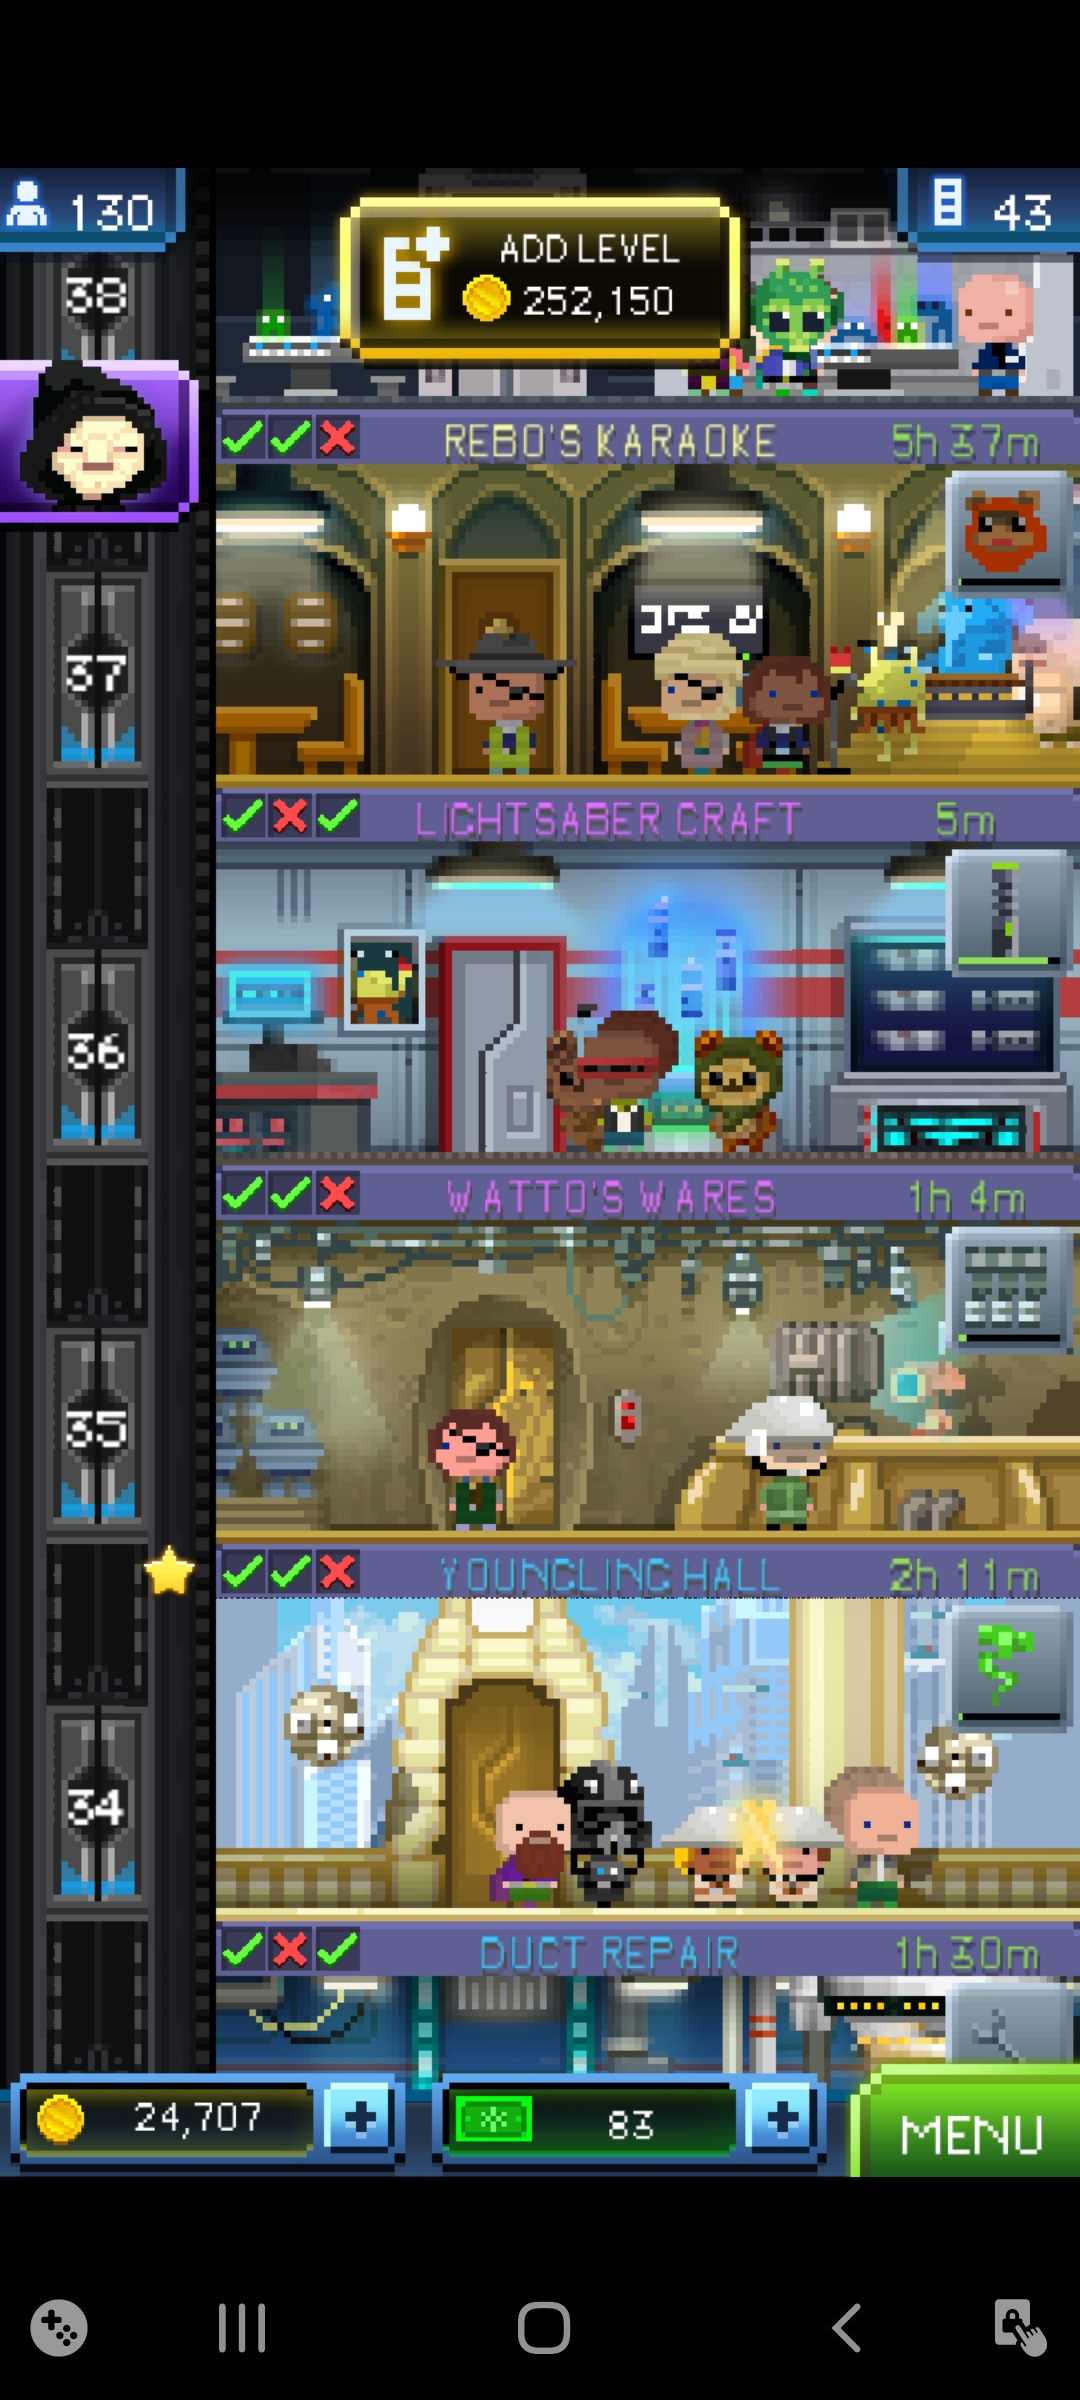 130
43
ADD LEVEL
252,150
38
REBO'S KARAOKE
5h 37m
37
LIGHTSABER CRAFT
5m
36
WATTO'S WARES
1h 4m
35
YOUNGLING HALL
2h 11m
34
DUCT REPAIR
1h 30m
24,707
83
MENU